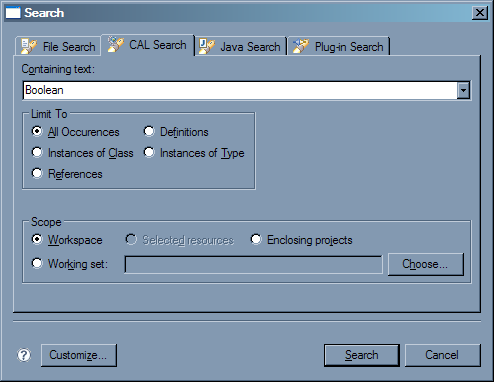 Search
File Search CAL Search Java Search Plug-in Search
Containing text:
Boolean
Limit To
All Occurences Definitions
Instances of Class Instances of Type
References
Scope
Workspace Selected resources Enclosing projects
Working set: Choose...
? Customize... Search Cancel